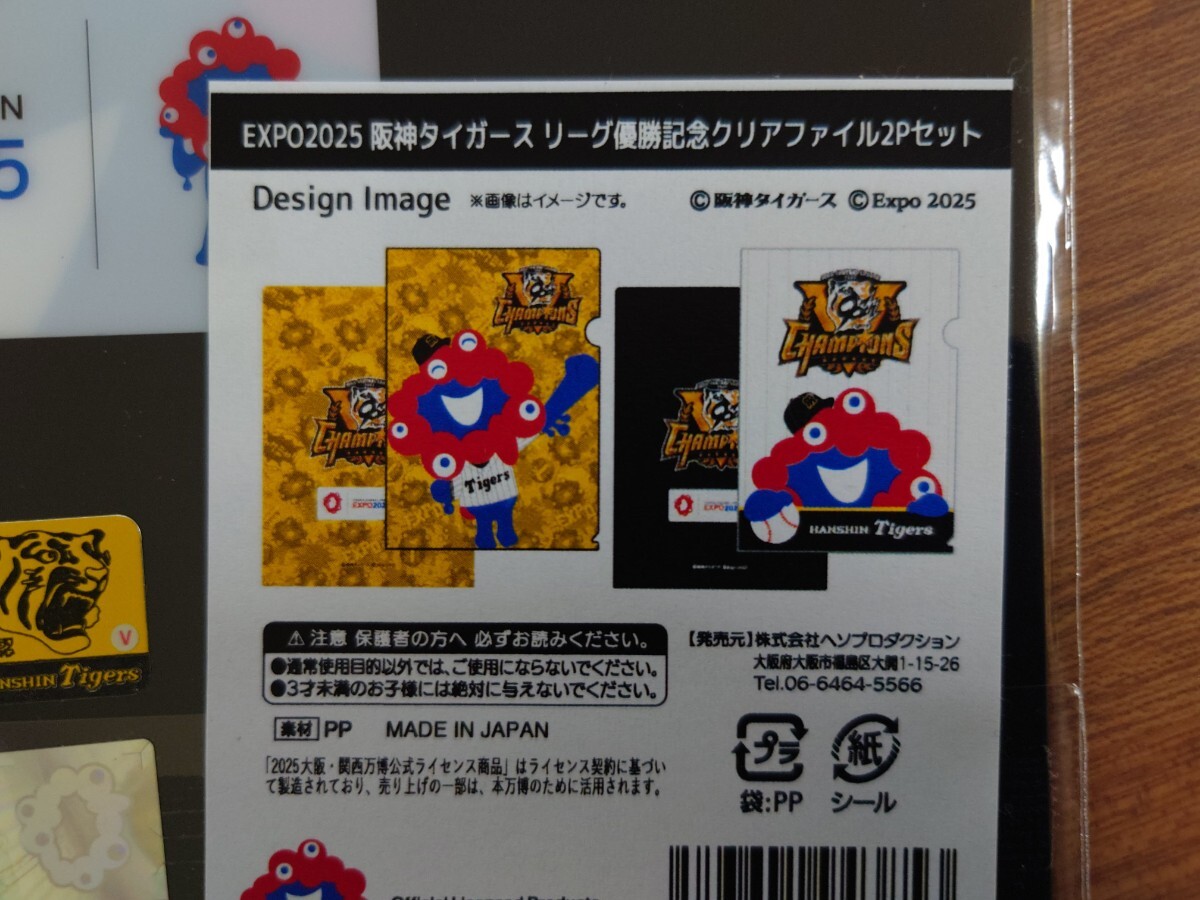 N
5
EXPO2025 阪神タイガース リーグ優勝記念クリアファイル2Pセット
Design Image ※画像はイメージです。 ©阪神タイガース ©Expo 2025
CHAMPIONS
CHAMPIONS
Tigers
HANSHIN Tigers
V
ANSHIN Tigers
⚠注意 保護者の方へ 必ずお読みください。
●通常使用目的以外では、ご使用にならないでください。
●3才未満のお子様には絶対に与えないでください。
【発売元】株式会社ヘソプロダクション
大阪府大阪市福島区大開1-15-26
Tel.06-6464-5566
素材 PP MADE IN JAPAN
「2025大阪・関西万博公式ライセンス商品」はライセンス契約に基づい
て製造されており、売り上げの一部は、本万博のために活用されます。
プラ 紙
袋:PP シール
Official Licensed Products